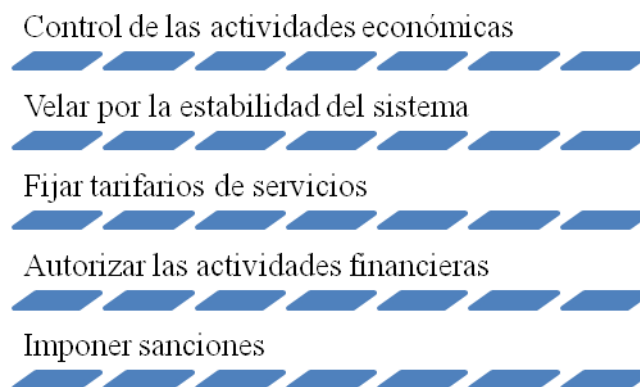 Control de las actividades económicas
Velar por la estabilidad del sistema
Fijar tarifarios de servicios
Autorizar las actividades financieras
Imponer sanciones